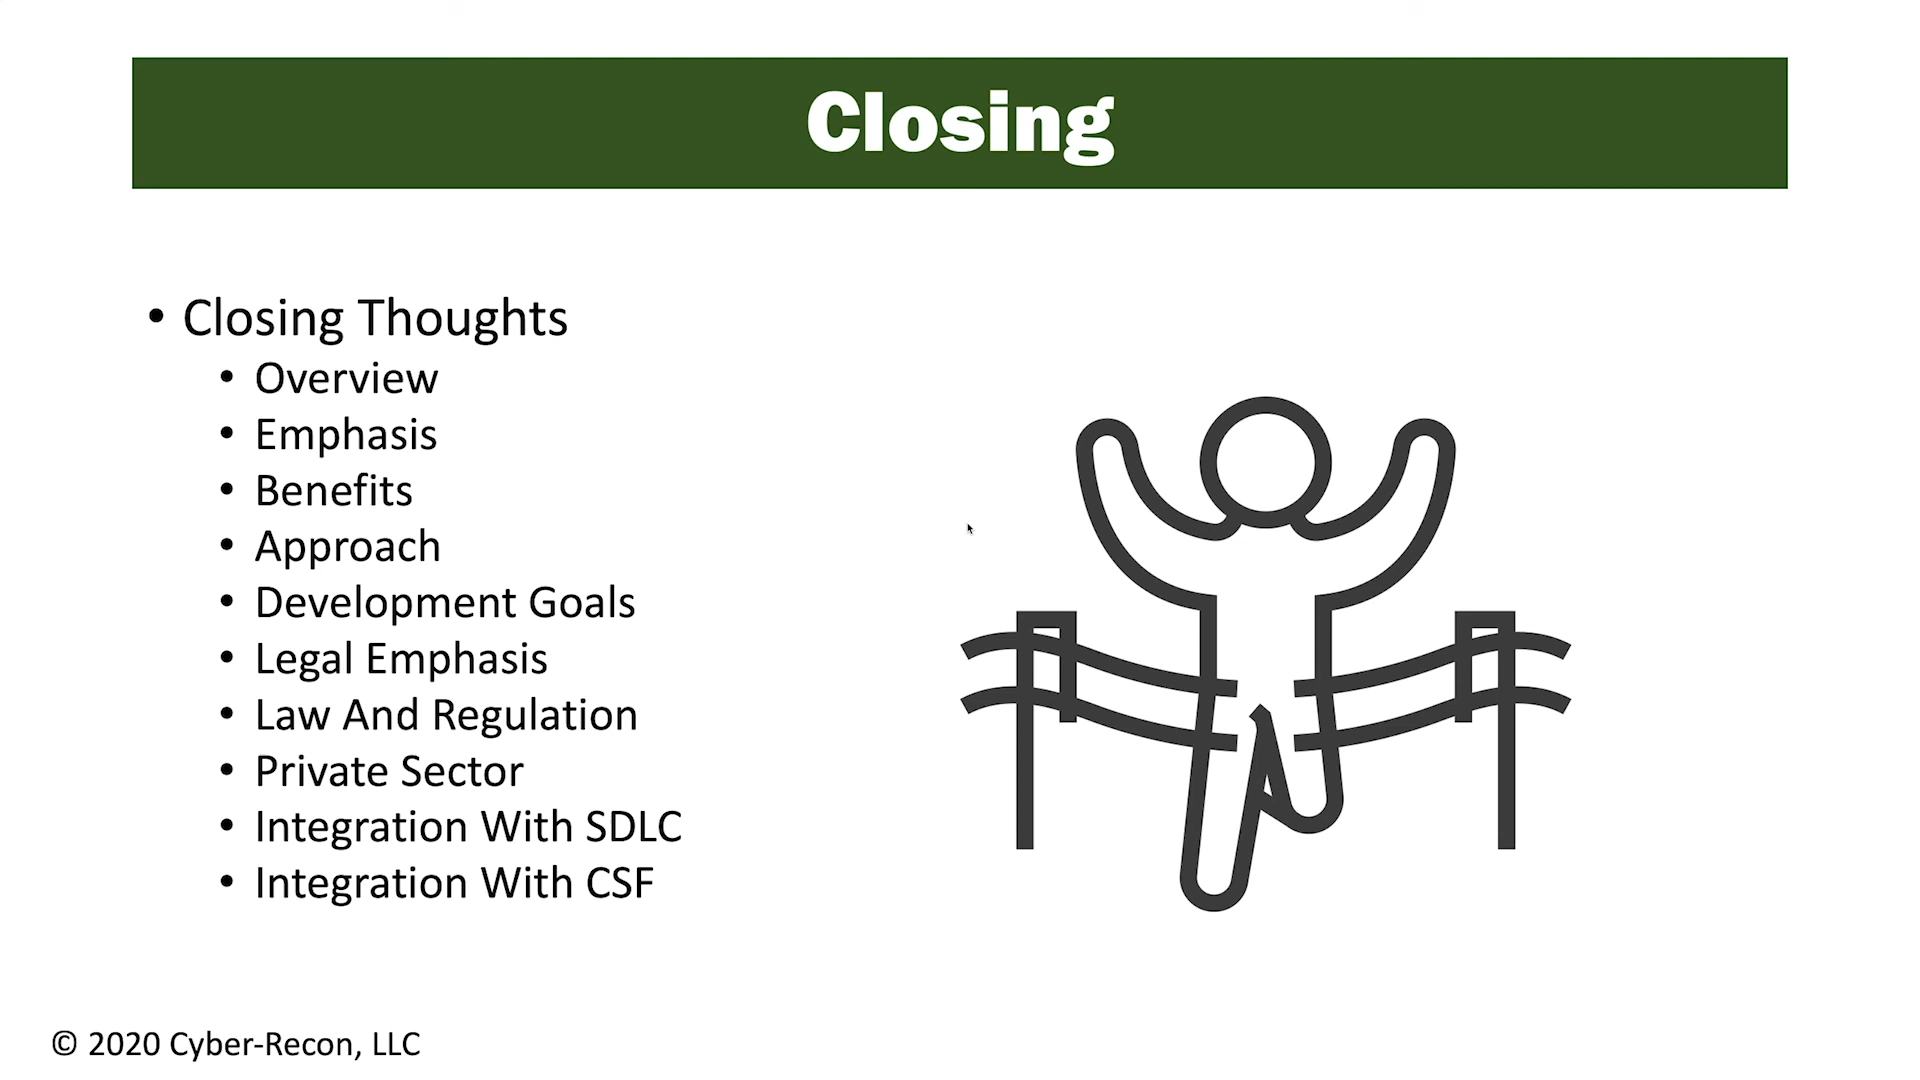 Closing
• Closing Thoughts
• Overview
• Emphasis
• Benefits
• Approach
• Development Goals
• Legal Emphasis
• Law And Regulation
• Private Sector
• Integration With SDLC
• Integration With CSF
© 2020 Cyber-Recon, LLC